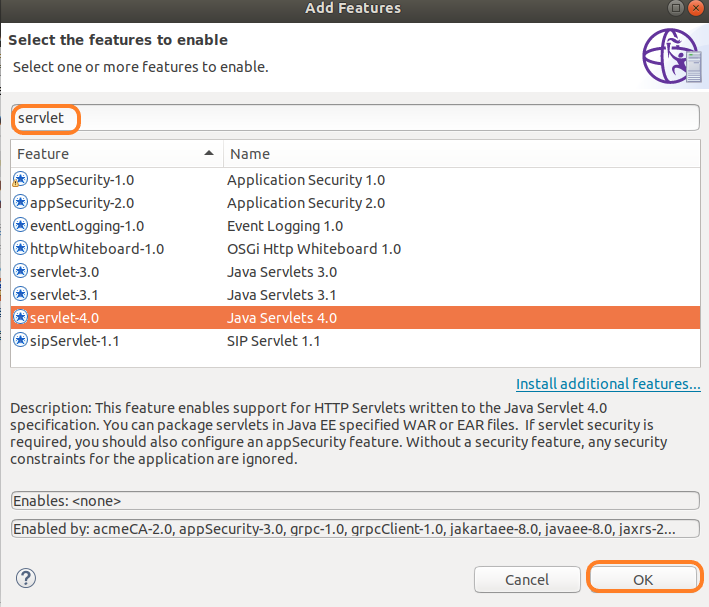 Add Features
Select the features to enable
Select one or more features to enable.
servlet
Feature Name
appSecurity-1.0 Application Security 1.0
appSecurity-2.0 Application Security 2.0
eventLogging-1.0 Event Logging 1.0
httpWhiteboard-1.0 OSGi Http Whiteboard 1.0
servlet-3.0 Java Servlets 3.0
servlet-3.1 Java Servlets 3.1
servlet-4.0 Java Servlets 4.0
sipServlet-1.1 SIP Servlet 1.1
Install additional features...
Description: This feature enables support for HTTP Servlets written to the Java Servlet 4.0
specification. You can package servlets in Java EE specified WAR or EAR files.  If servlet security is
required, you should also configure an appSecurity feature. Without a security feature, any security
constraints for the application are ignored.
Enables: <none>
Enabled by: acmeCA-2.0, appSecurity-3.0, grpc-1.0, grpcClient-1.0, jakartaee-8.0, javaee-8.0, jaxrs-2...
? Cancel OK